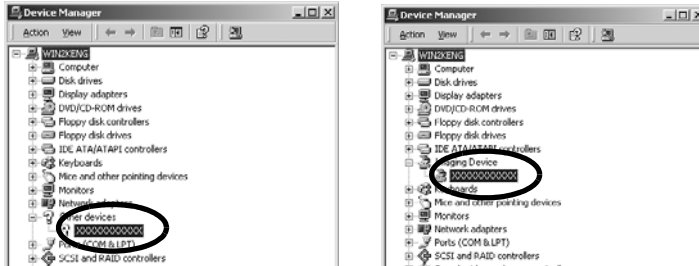 Device Manager
Action View
WIN2KENG
Computer
Disk drives
Display adapters
DVD/CD-ROM drives
Floppy disk controllers
Floppy disk drives
IDE ATA/ATAPI controllers
Keyboards
Mice and other pointing devices
Monitors
Network adapters
Other devices
XXXXXXXXXXXX
Ports (COM & LPT)
SCSI and RAID controllers
Device Manager
Action View
WIN2KENG
Computer
Disk drives
Display adapters
DVD/CD-ROM drives
Floppy disk controllers
Floppy disk drives
IDE ATA/ATAPI controllers
Imaging Device
XXXXXXXXXXXX
Keyboards
Mice and other pointing devices
Monitors
Network adapters
Ports (COM & LPT)
SCSI and RAID controllers